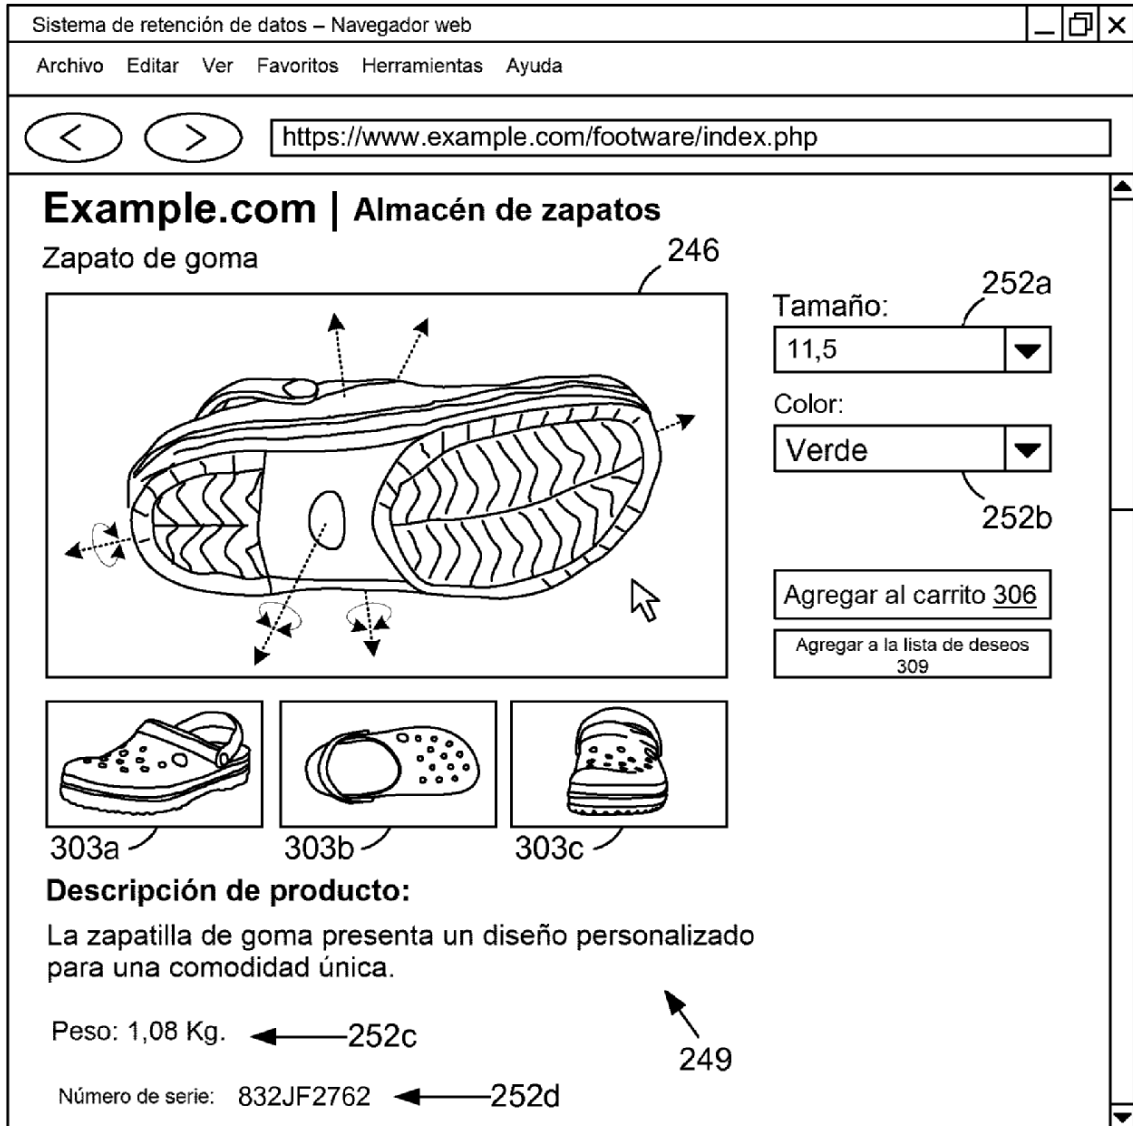 Sistema de retención de datos – Navegador web
Archivo Editar Ver Favoritos Herramientas Ayuda
https://www.example.com/footware/index.php
Example.com | Almacén de zapatos
Zapato de goma
246
252a
Tamaño:
11,5
Color:
Verde
252b
Agregar al carrito 306
Agregar a la lista de deseos
309
303a
303b
303c
Descripción de producto:
La zapatilla de goma presenta un diseño personalizado
para una comodidad única.
Peso: 1,08 Kg.
252c
249
Número de serie: 832JF2762
252d